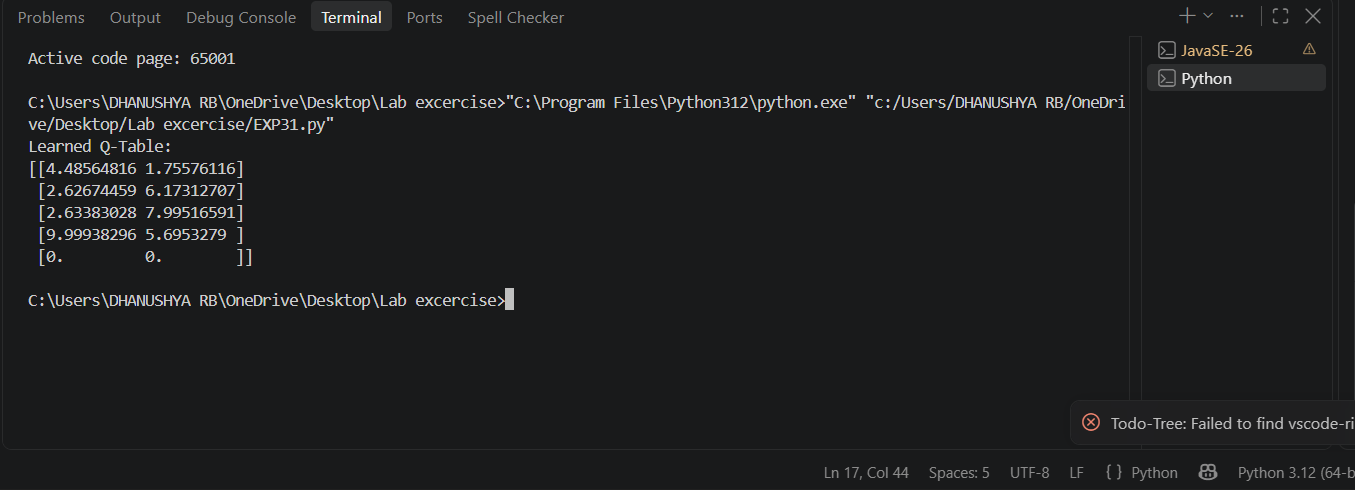 Problems Output Debug Console Terminal Ports Spell Checker
Active code page: 65001
JavaSE-26
Python
C:\Users\DHANUSHYA RB\OneDrive\Desktop\Lab excercise>"C:\Program Files\Python312\python.exe" "c:/Users/DHANUSHYA RB/OneDri
ve/Desktop/Lab excercise/EXP31.py"
Learned Q-Table:
[[4.48564816 1.75576116]
 [2.62674459 6.17312707]
 [2.63383028 7.99516591]
 [9.99938296 5.6953279 ]
 [0.         0.        ]]
C:\Users\DHANUSHYA RB\OneDrive\Desktop\Lab excercise>
Todo-Tree: Failed to find vscode-ri
Ln 17, Col 44 Spaces: 5 UTF-8 LF {} Python Python 3.12 (64-b